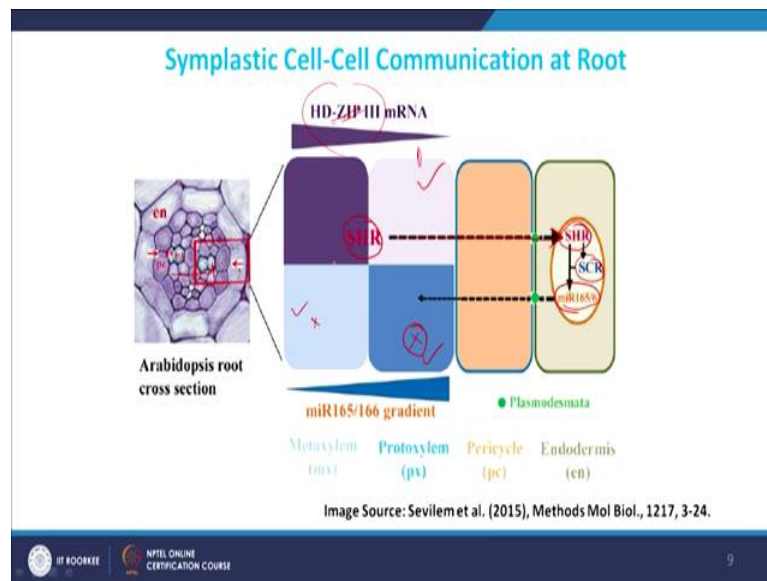 Symplastic Cell-Cell Communication at Root
HD-ZIP III mRNA
en
pc
SHR
SHR
SCR
miR165/6
Arabidopsis root
cross section
miR165/166 gradient
Plasmodesmata
Metaxylem
(mx)
Protoxylem
(px)
Pericycle
(pc)
Endodermis
(en)
Image Source: Sevilem et al. (2015), Methods Mol Biol., 1217, 3-24.
IIT ROORKEE
NPTEL ONLINE
CERTIFICATION COURSE
9